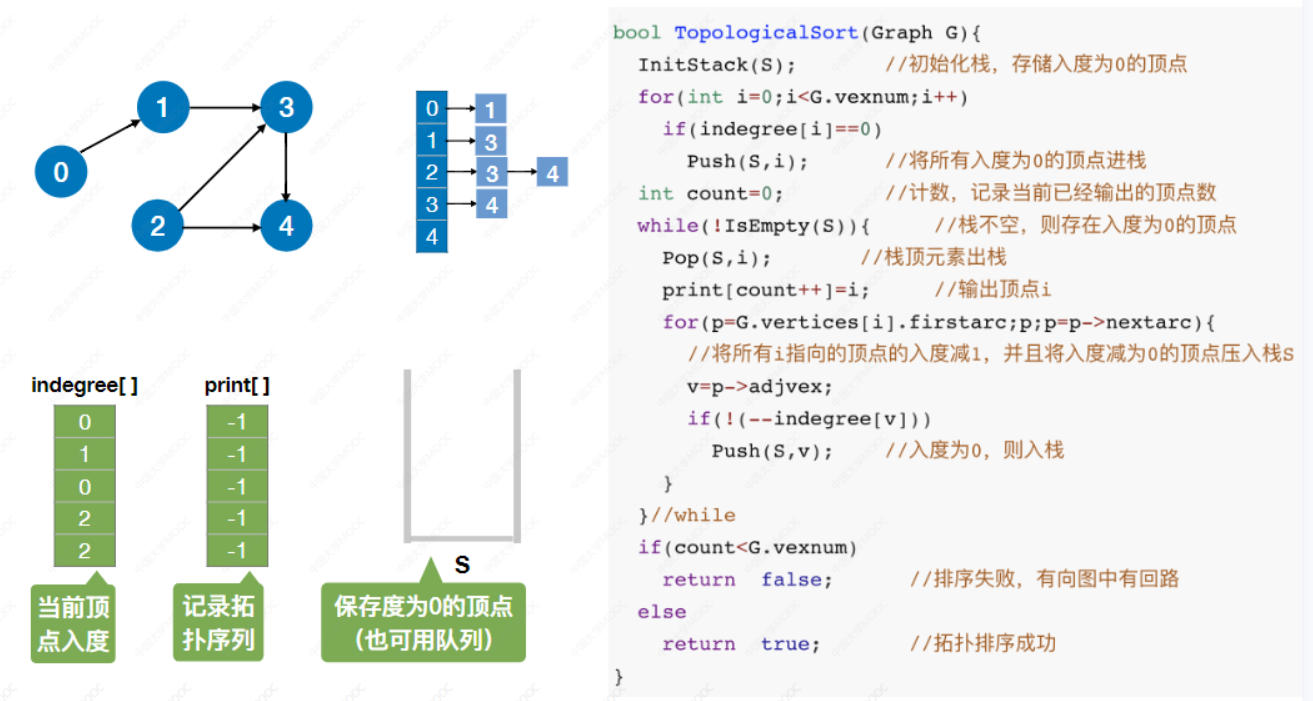 0
1
3
2
4
0 1
1 3
2 3 4
3 4
4
indegree[ ]
0
1
0
2
2
当前顶
点入度
print[ ]
-1
-1
-1
-1
-1
记录拓
扑序列
S
保存度为0的顶点
（也可用队列）
bool TopologicalSort(Graph G){
InitStack(S); //初始化栈，存储入度为0的顶点
for(int i=0;i<G.vexnum;i++)
if(indegree[i]==0)
Push(S,i); //将所有入度为0的顶点进栈
int count=0; //计数，记录当前已经输出的顶点数
while(!IsEmpty(S)){ //栈不空，则存在入度为0的顶点
Pop(S,i); //栈顶元素出栈
print[count++]=i; //输出顶点i
for(p=G.vertices[i].firstarc;p;p=p->nextarc){
//将所有i指向的顶点的入度减1，并且将入度减为0的顶点压入栈S
v=p->adjvex;
if(!(--indegree[v]))
Push(S,v); //入度为0，则入栈
}
}//while
if(count<G.vexnum)
return false; //排序失败，有向图中有回路
else
return true; //拓扑排序成功
}